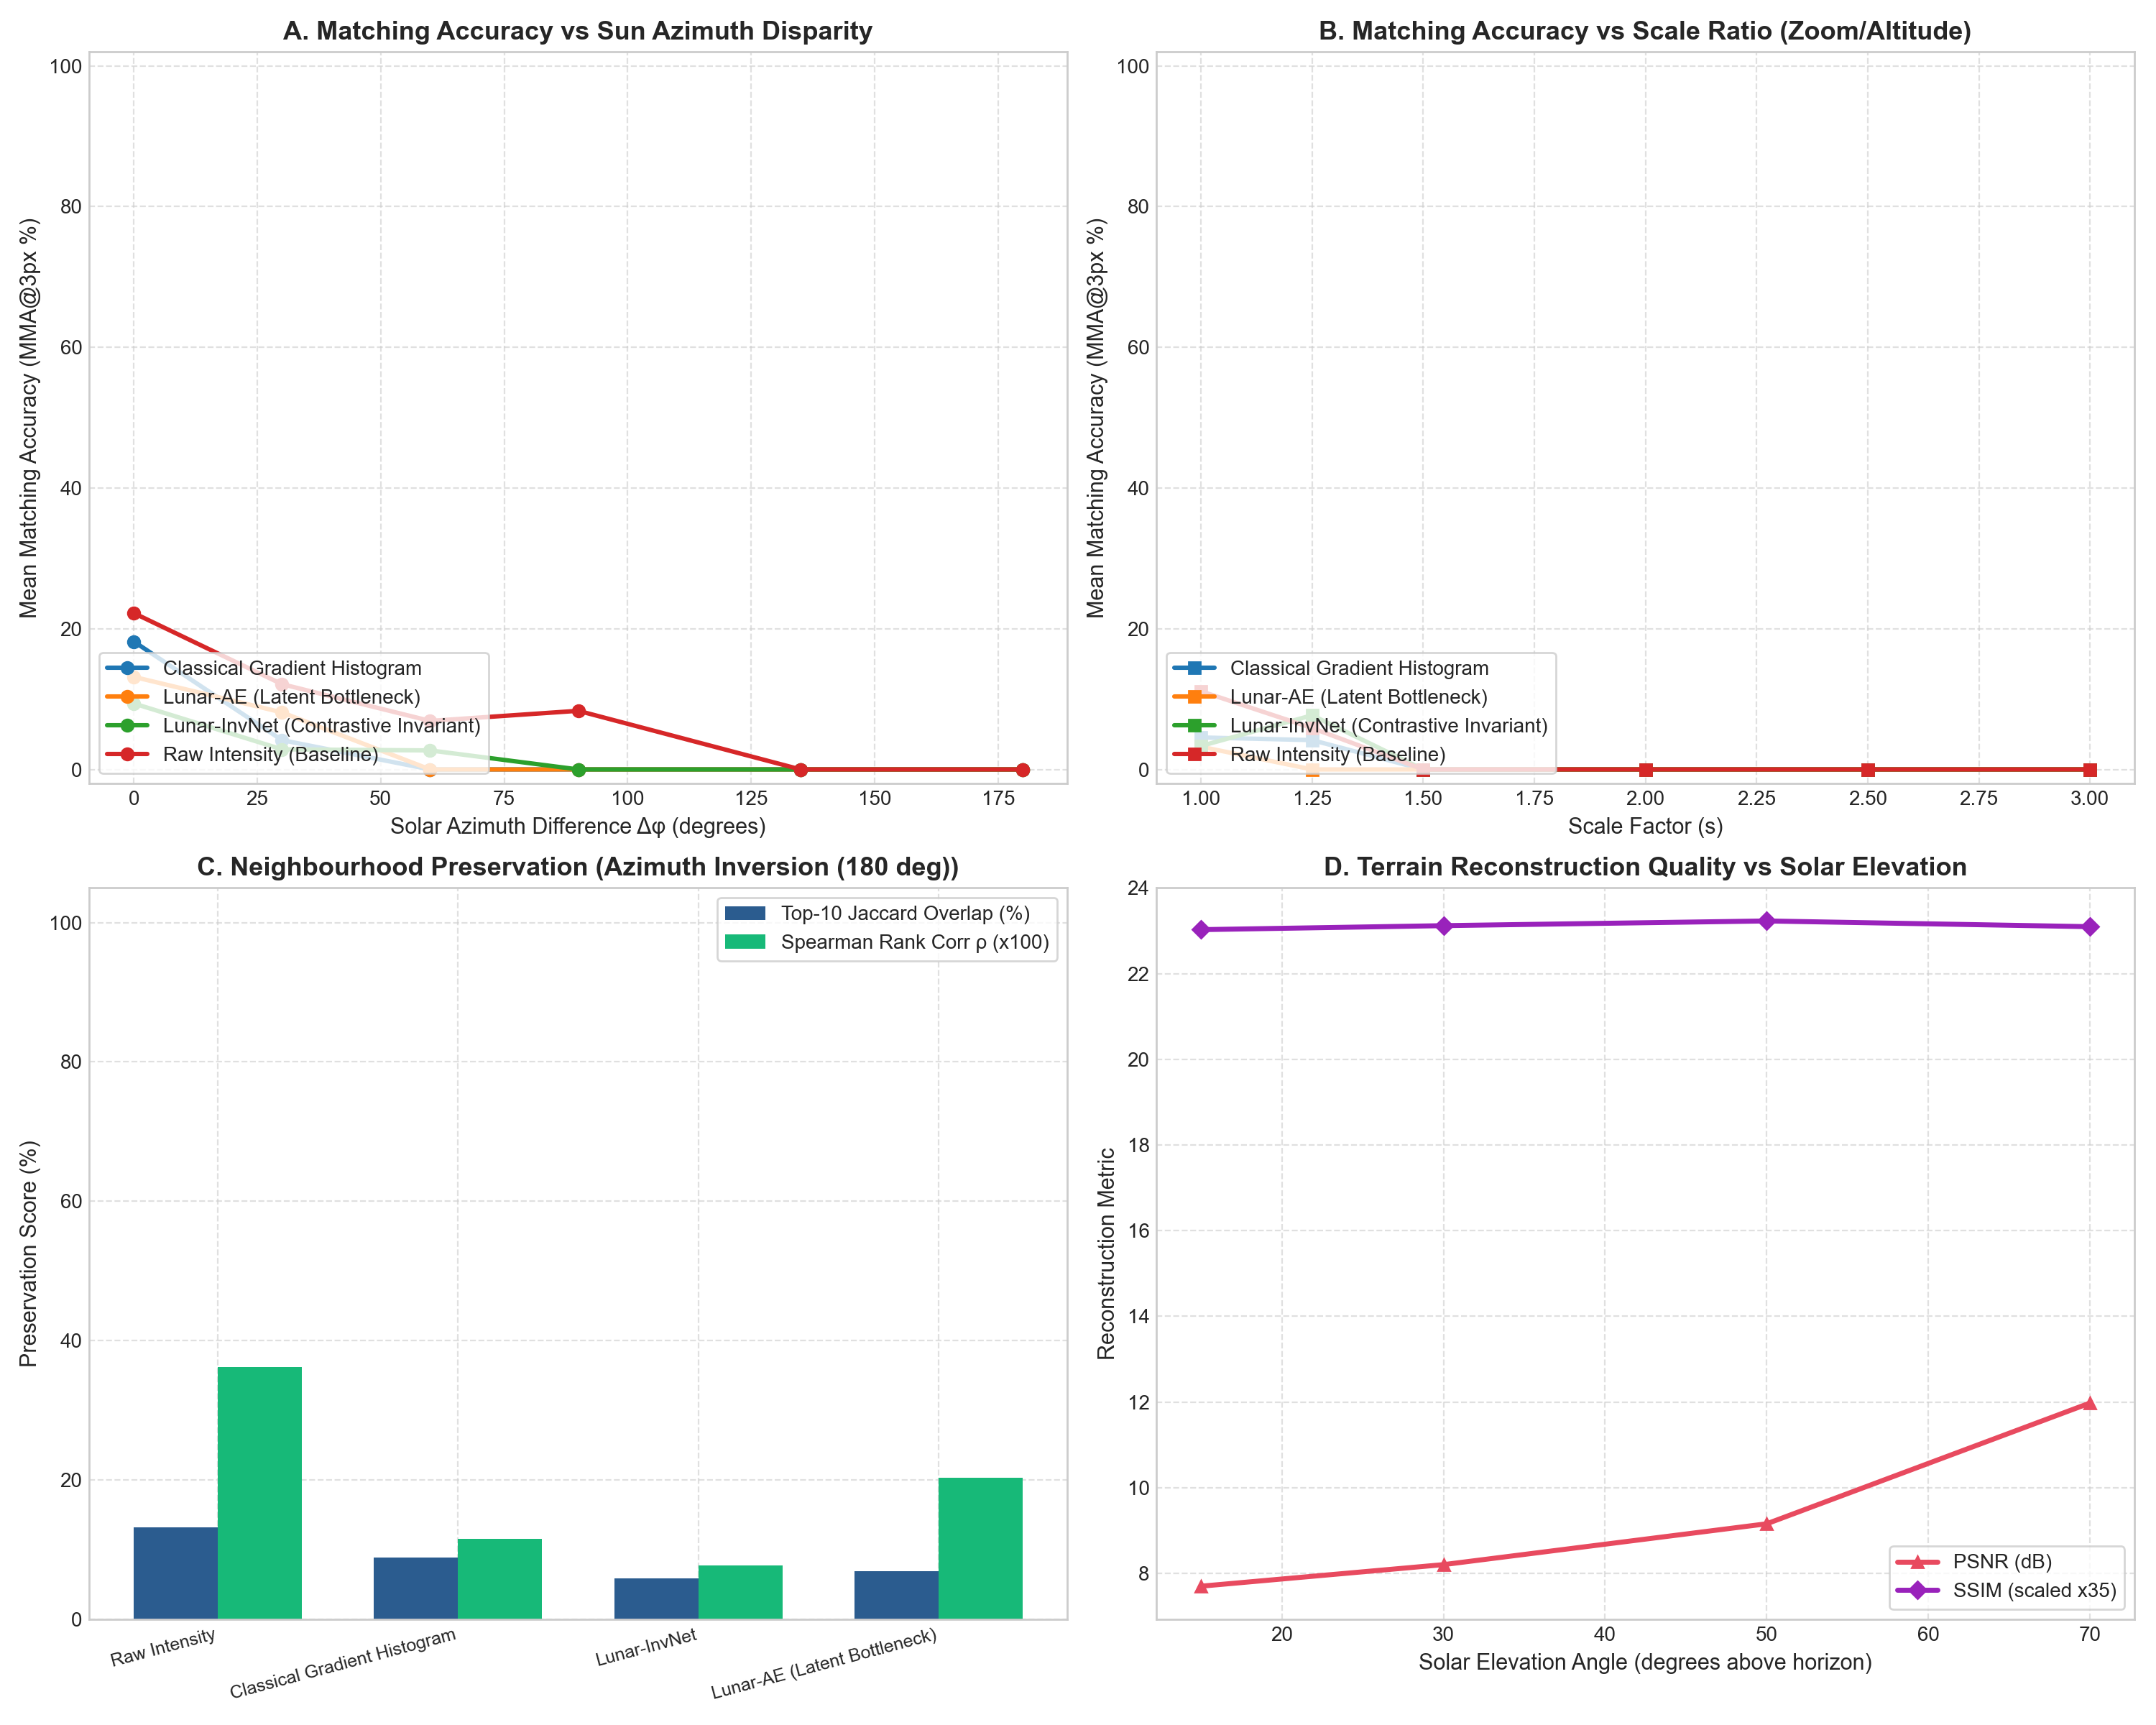 A. Matching Accuracy vs Sun Azimuth Disparity
Mean Matching Accuracy (MMA@3px %)
100
80
60
40
20
0
Classical Gradient Histogram
Lunar-AE (Latent Bottleneck)
Lunar-InvNet (Contrastive Invariant)
Raw Intensity (Baseline)
0 25 50 75 100 125 150 175
Solar Azimuth Difference Δφ (degrees)
B. Matching Accuracy vs Scale Ratio (Zoom/Altitude)
Mean Matching Accuracy (MMA@3px %)
100
80
60
40
20
0
Classical Gradient Histogram
Lunar-AE (Latent Bottleneck)
Lunar-InvNet (Contrastive Invariant)
Raw Intensity (Baseline)
1.00 1.25 1.50 1.75 2.00 2.25 2.50 2.75 3.00
Scale Factor (s)
C. Neighbourhood Preservation (Azimuth Inversion (180 deg))
Preservation Score (%)
100
80
60
40
20
0
Top-10 Jaccard Overlap (%)
Spearman Rank Corr ρ (x100)
Raw Intensity
Classical Gradient Histogram
Lunar-InvNet
Lunar-AE (Latent Bottleneck)
D. Terrain Reconstruction Quality vs Solar Elevation
Reconstruction Metric
24
22
20
18
16
14
12
10
8
PSNR (dB)
SSIM (scaled x35)
20 30 40 50 60 70
Solar Elevation Angle (degrees above horizon)